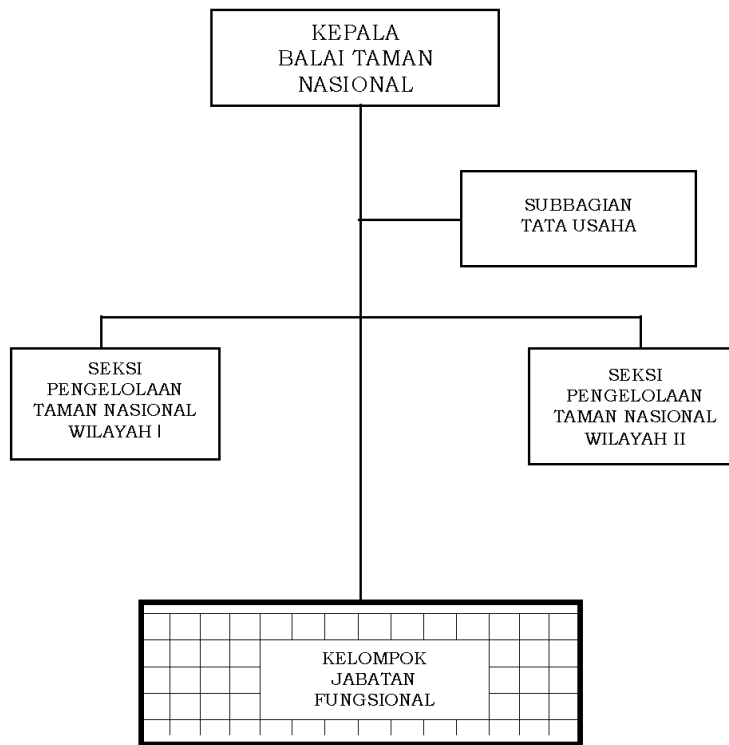 KEPALA
BALAI TAMAN
NASIONAL
SUBBAGIAN
TATA USAHA
SEKSI
PENGELOLAAN
TAMAN NASIONAL
WILAYAH I
SEKSI
PENGELOLAAN
TAMAN NASIONAL
WILAYAH II
KELOMPOK
JABATAN
FUNGSIONAL